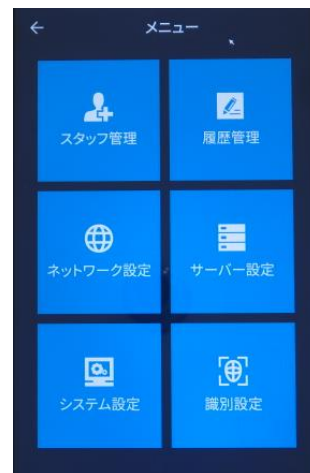 メニュー
スタッフ管理
履歴管理
ネットワーク設定
サーバー設定
システム設定
識別設定